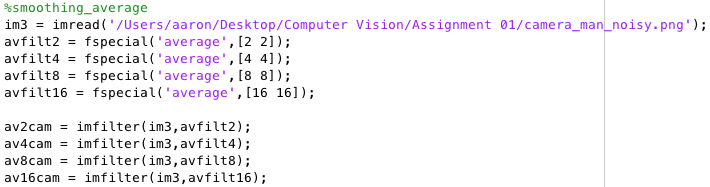 %smoothing_average
im3 = imread('/Users/aaron/Desktop/Computer Vision/Assignment 01/camera_man_noisy.png');
avfilt2 = fspecial('average',[2 2]);
avfilt4 = fspecial('average',[4 4]);
avfilt8 = fspecial('average',[8 8]);
avfilt16 = fspecial('average',[16 16]);
av2cam = imfilter(im3,avfilt2);
av4cam = imfilter(im3,avfilt4);
av8cam = imfilter(im3,avfilt8);
av16cam = imfilter(im3,avfilt16);